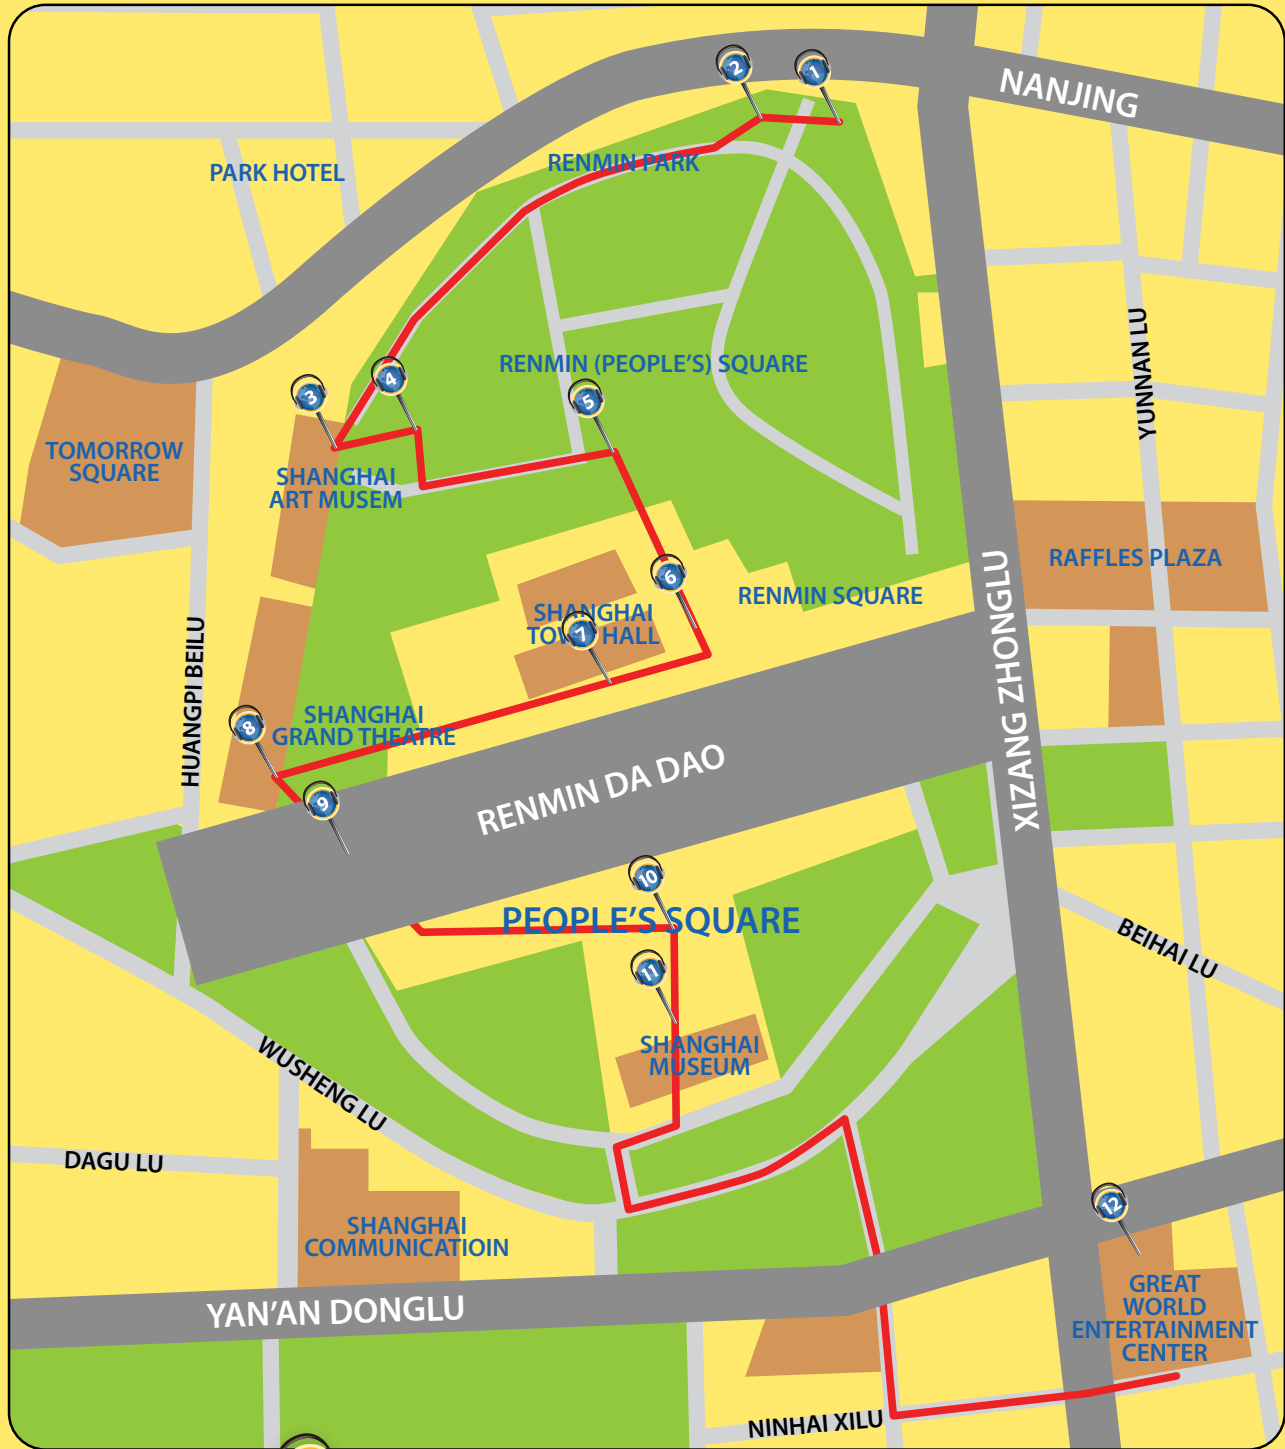 2
1
NANJING
PARK HOTEL
RENMIN PARK
YUNNAN LU
RENMIN (PEOPLE'S) SQUARE
3
4
5
TOMORROW
SQUARE
SHANGHAI
ART MUSEM
RAFFLES PLAZA
6
RENMIN SQUARE
SHANGHAI
TOWN HALL
7
XIZANG ZHONGLU
HUANGPI BEILU
8
SHANGHAI
GRAND THEATRE
9
RENMIN DA DAO
10
PEOPLE'S SQUARE
BEIHAI LU
11
SHANGHAI
MUSEUM
WUSHENG LU
DAGU LU
12
SHANGHAI
COMMUNICATIOIN
GREAT
WORLD
ENTERTAINMENT
CENTER
YAN'AN DONGLU
NINHAI XILU